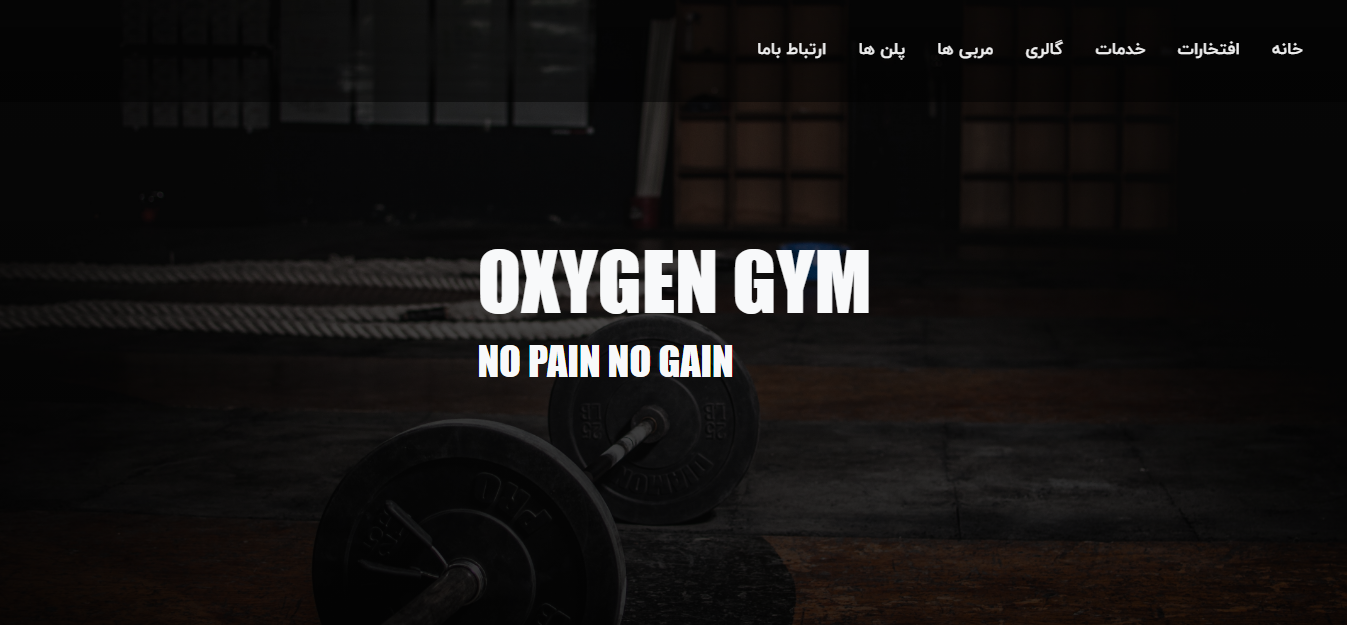 خانه افتخارات خدمات گالری مربی ها پلن ها ارتباط باما
OXYGEN GYM
NO PAIN NO GAIN